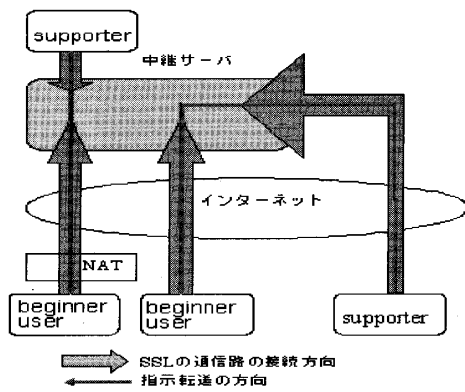 supporter
中継サーバ
インターネット
NAT
beginner
user
beginner
user
supporter
SSLの通信路の接続方向
指示転送の方向